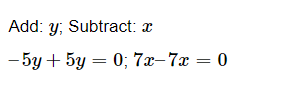 Add: y; Subtract: x
−5y + 5y = 0; 7x−7x = 0